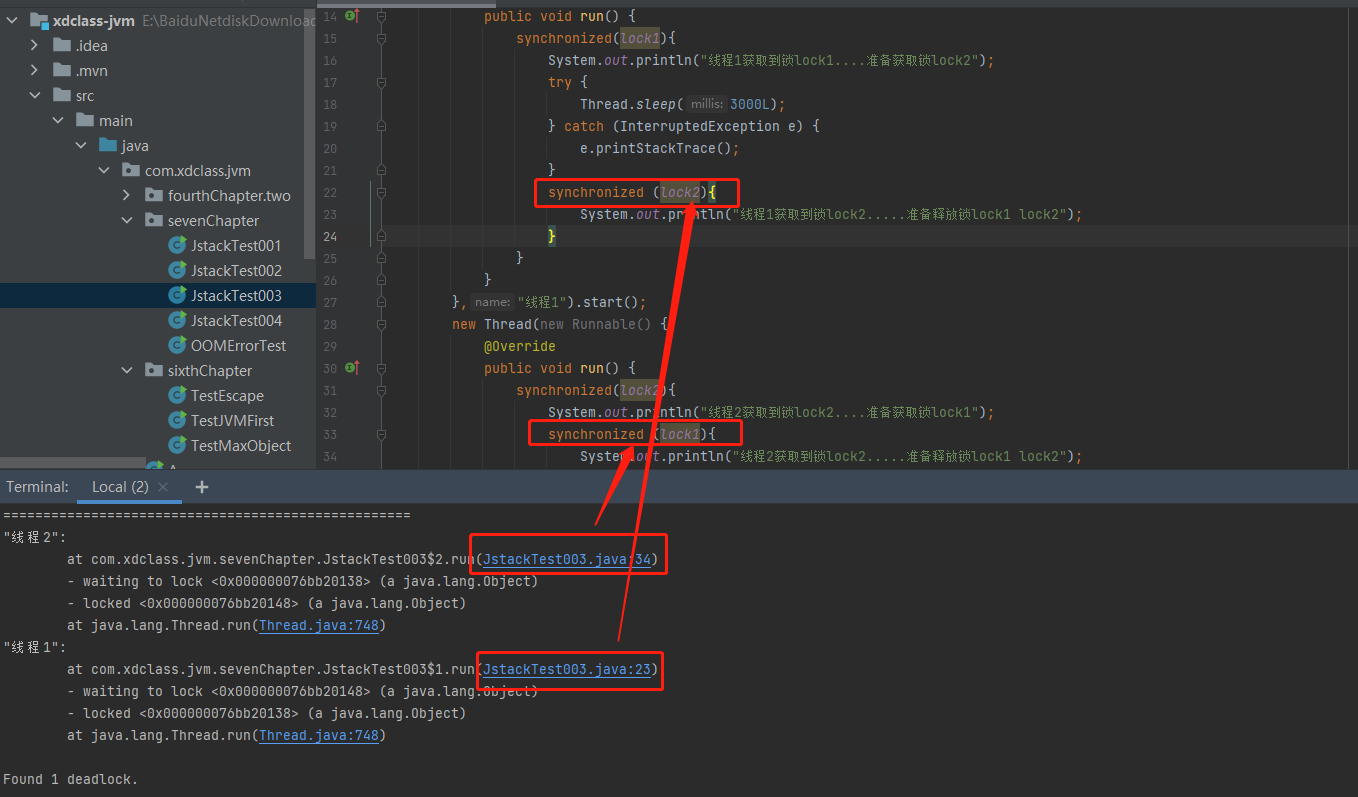 xdclass-jvm E:\BaiduNetdiskDownload
.idea
.mvn
src
main
java
com.xdclass.jvm
fourthChapter.two
sevenChapter
JstackTest001
JstackTest002
JstackTest003
JstackTest004
OOMErrorTest
sixthChapter
TestEscape
TestJVMFirst
TestMaxObject
14 public void run() {
15 synchronized(lock1){
16 System.out.println("线程1获取到锁lock1....准备获取锁lock2");
17 try {
18 Thread.sleep( millis: 3000L);
19 } catch (InterruptedException e) {
20 e.printStackTrace();
21 }
22 synchronized (lock2){
23 System.out.println("线程1获取到锁lock2.....准备释放锁lock1 lock2");
24 }
25 }
26 }
27 }, name: "线程1").start();
28 new Thread(new Runnable() {
29 @Override
30 public void run() {
31 synchronized(lock2){
32 System.out.println("线程2获取到锁lock2....准备获取锁lock1");
33 synchronized (lock1){
34 System.out.println("线程2获取到锁lock2.....准备释放锁lock1 lock2");
Terminal: Local (2) × +
===================================================
"线程2":
at com.xdclass.jvm.sevenChapter.JstackTest003$2.run(JstackTest003.java:34)
- waiting to lock <0x000000076bb20138> (a java.lang.Object)
- locked <0x000000076bb20148> (a java.lang.Object)
at java.lang.Thread.run(Thread.java:748)
"线程1":
at com.xdclass.jvm.sevenChapter.JstackTest003$1.run(JstackTest003.java:23)
- waiting to lock <0x000000076bb20148> (a java.lang.Object)
- locked <0x000000076bb20138> (a java.lang.Object)
at java.lang.Thread.run(Thread.java:748)
Found 1 deadlock.